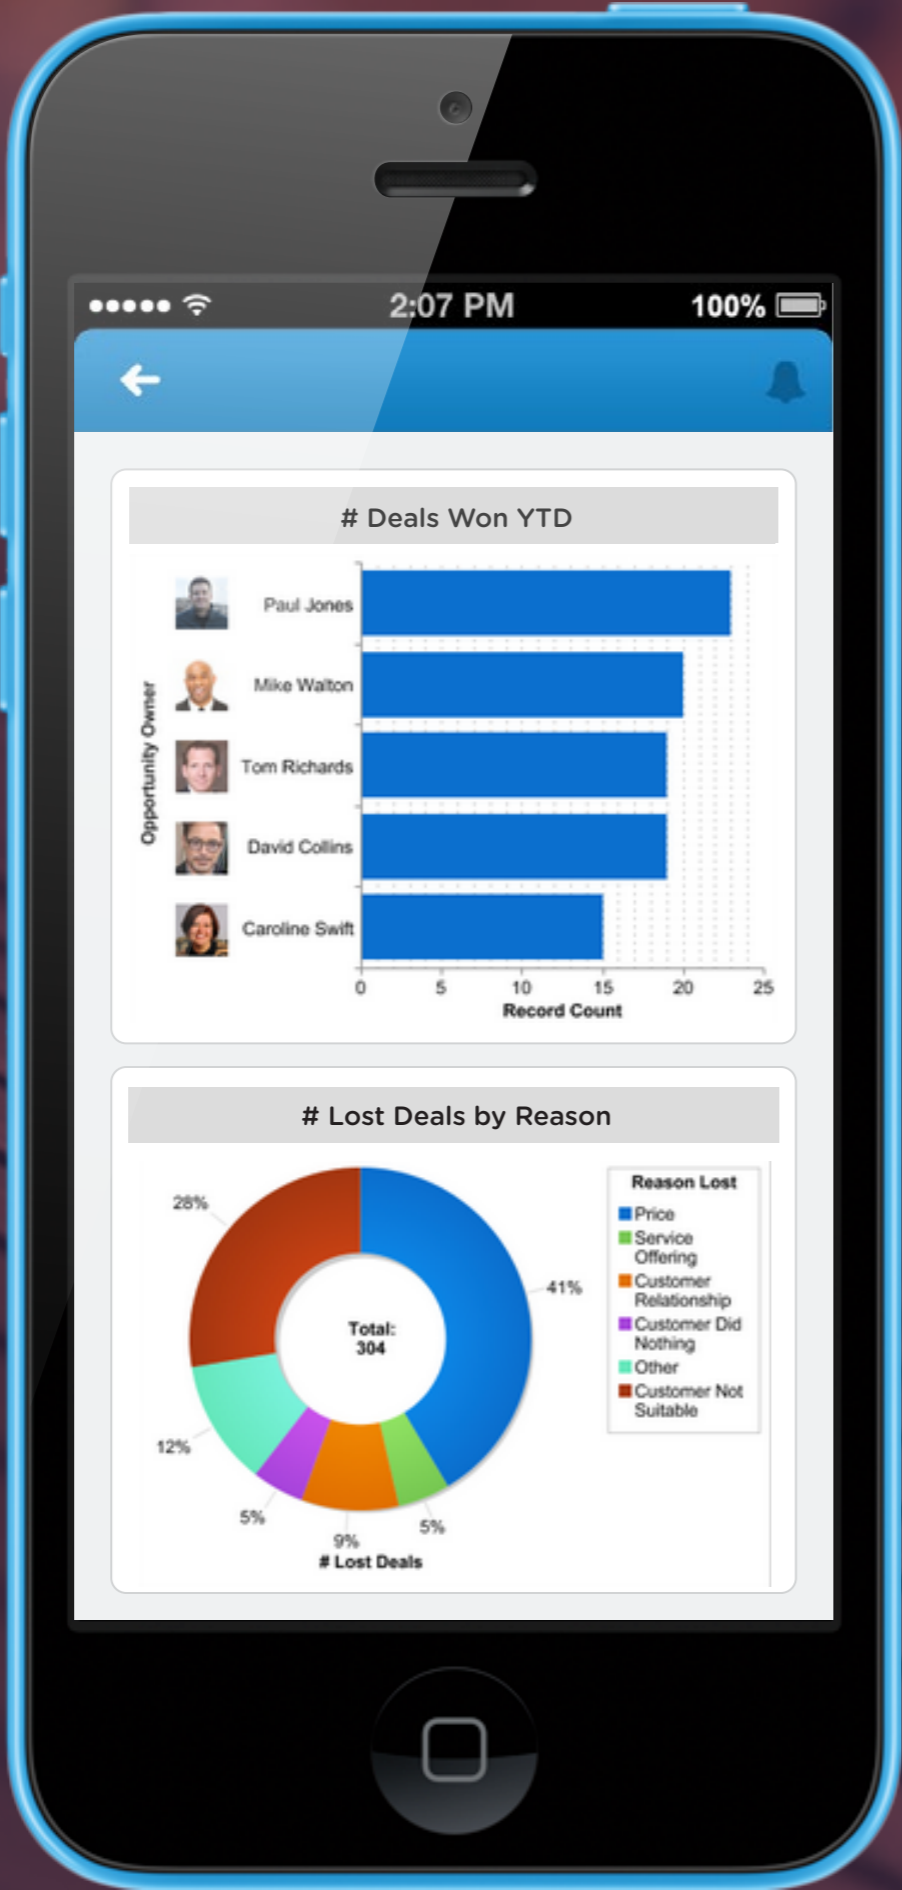 2:07 PM
100%
# Deals Won YTD
Opportunity Owner
Paul Jones
Mike Walton
Tom Richards
David Collins
Caroline Swift
0 5 10 15 20 25
Record Count
# Lost Deals by Reason
28%
41%
12%
5%
9%
5%
Total:
304
# Lost Deals
Reason Lost
Price
Service
Offering
Customer
Relationship
Customer Did
Nothing
Other
Customer Not
Suitable